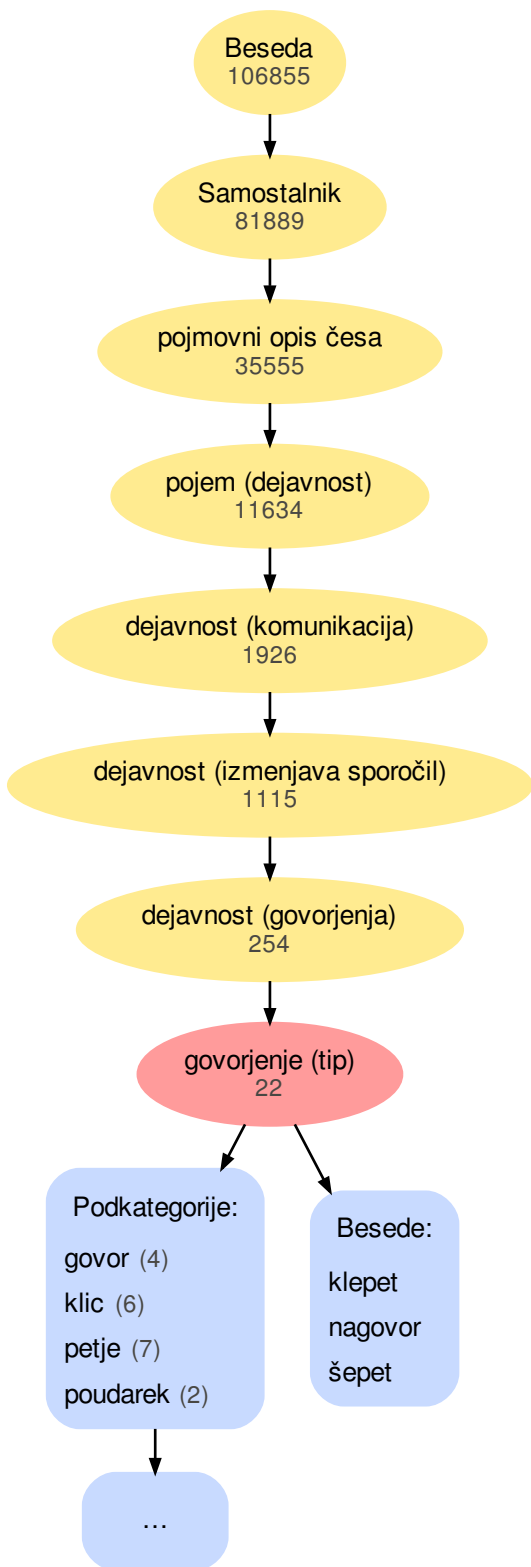 Beseda
106855
Samostalnik
81889
pojmovni opis česa
35555
pojem (dejavnost)
11634
dejavnost (komunikacija)
1926
dejavnost (izmenjava sporočil)
1115
dejavnost (govorjenja)
254
govorjenje (tip)
22
Podkategorije:
govor (4)
klic (6)
petje (7)
poudarek (2)
Besede:
klepet
nagovor
šepet
...